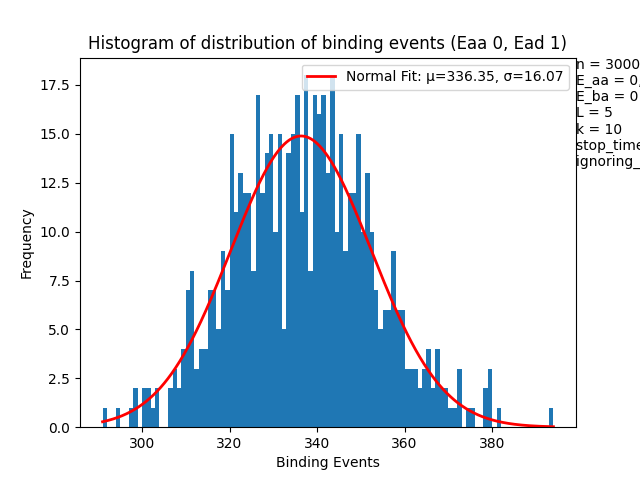 Histogram of distribution of binding events (Eaa 0, Ead 1)
Normal Fit: μ=336.35, σ=16.07
n = 3000
E_aa = 0,
E_ba = 0
L = 5
k = 10
stop_time
ignoring_
17.5
15.0
12.5
10.0
7.5
5.0
2.5
0.0
Frequency
300
320
340
360
380
Binding Events